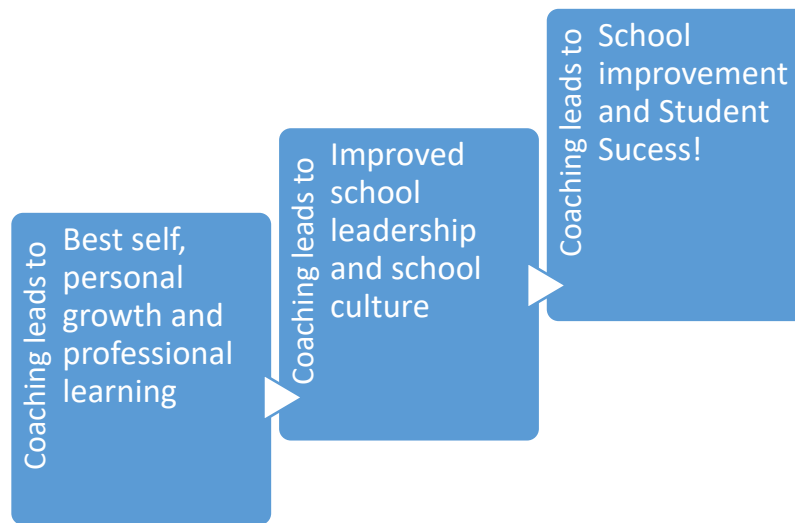 Coaching leads to
Best self,
personal
growth and
professional
learning
Coaching leads to
Improved
school
leadership
and school
culture
Coaching leads to
School
improvement
and Student
Sucess!